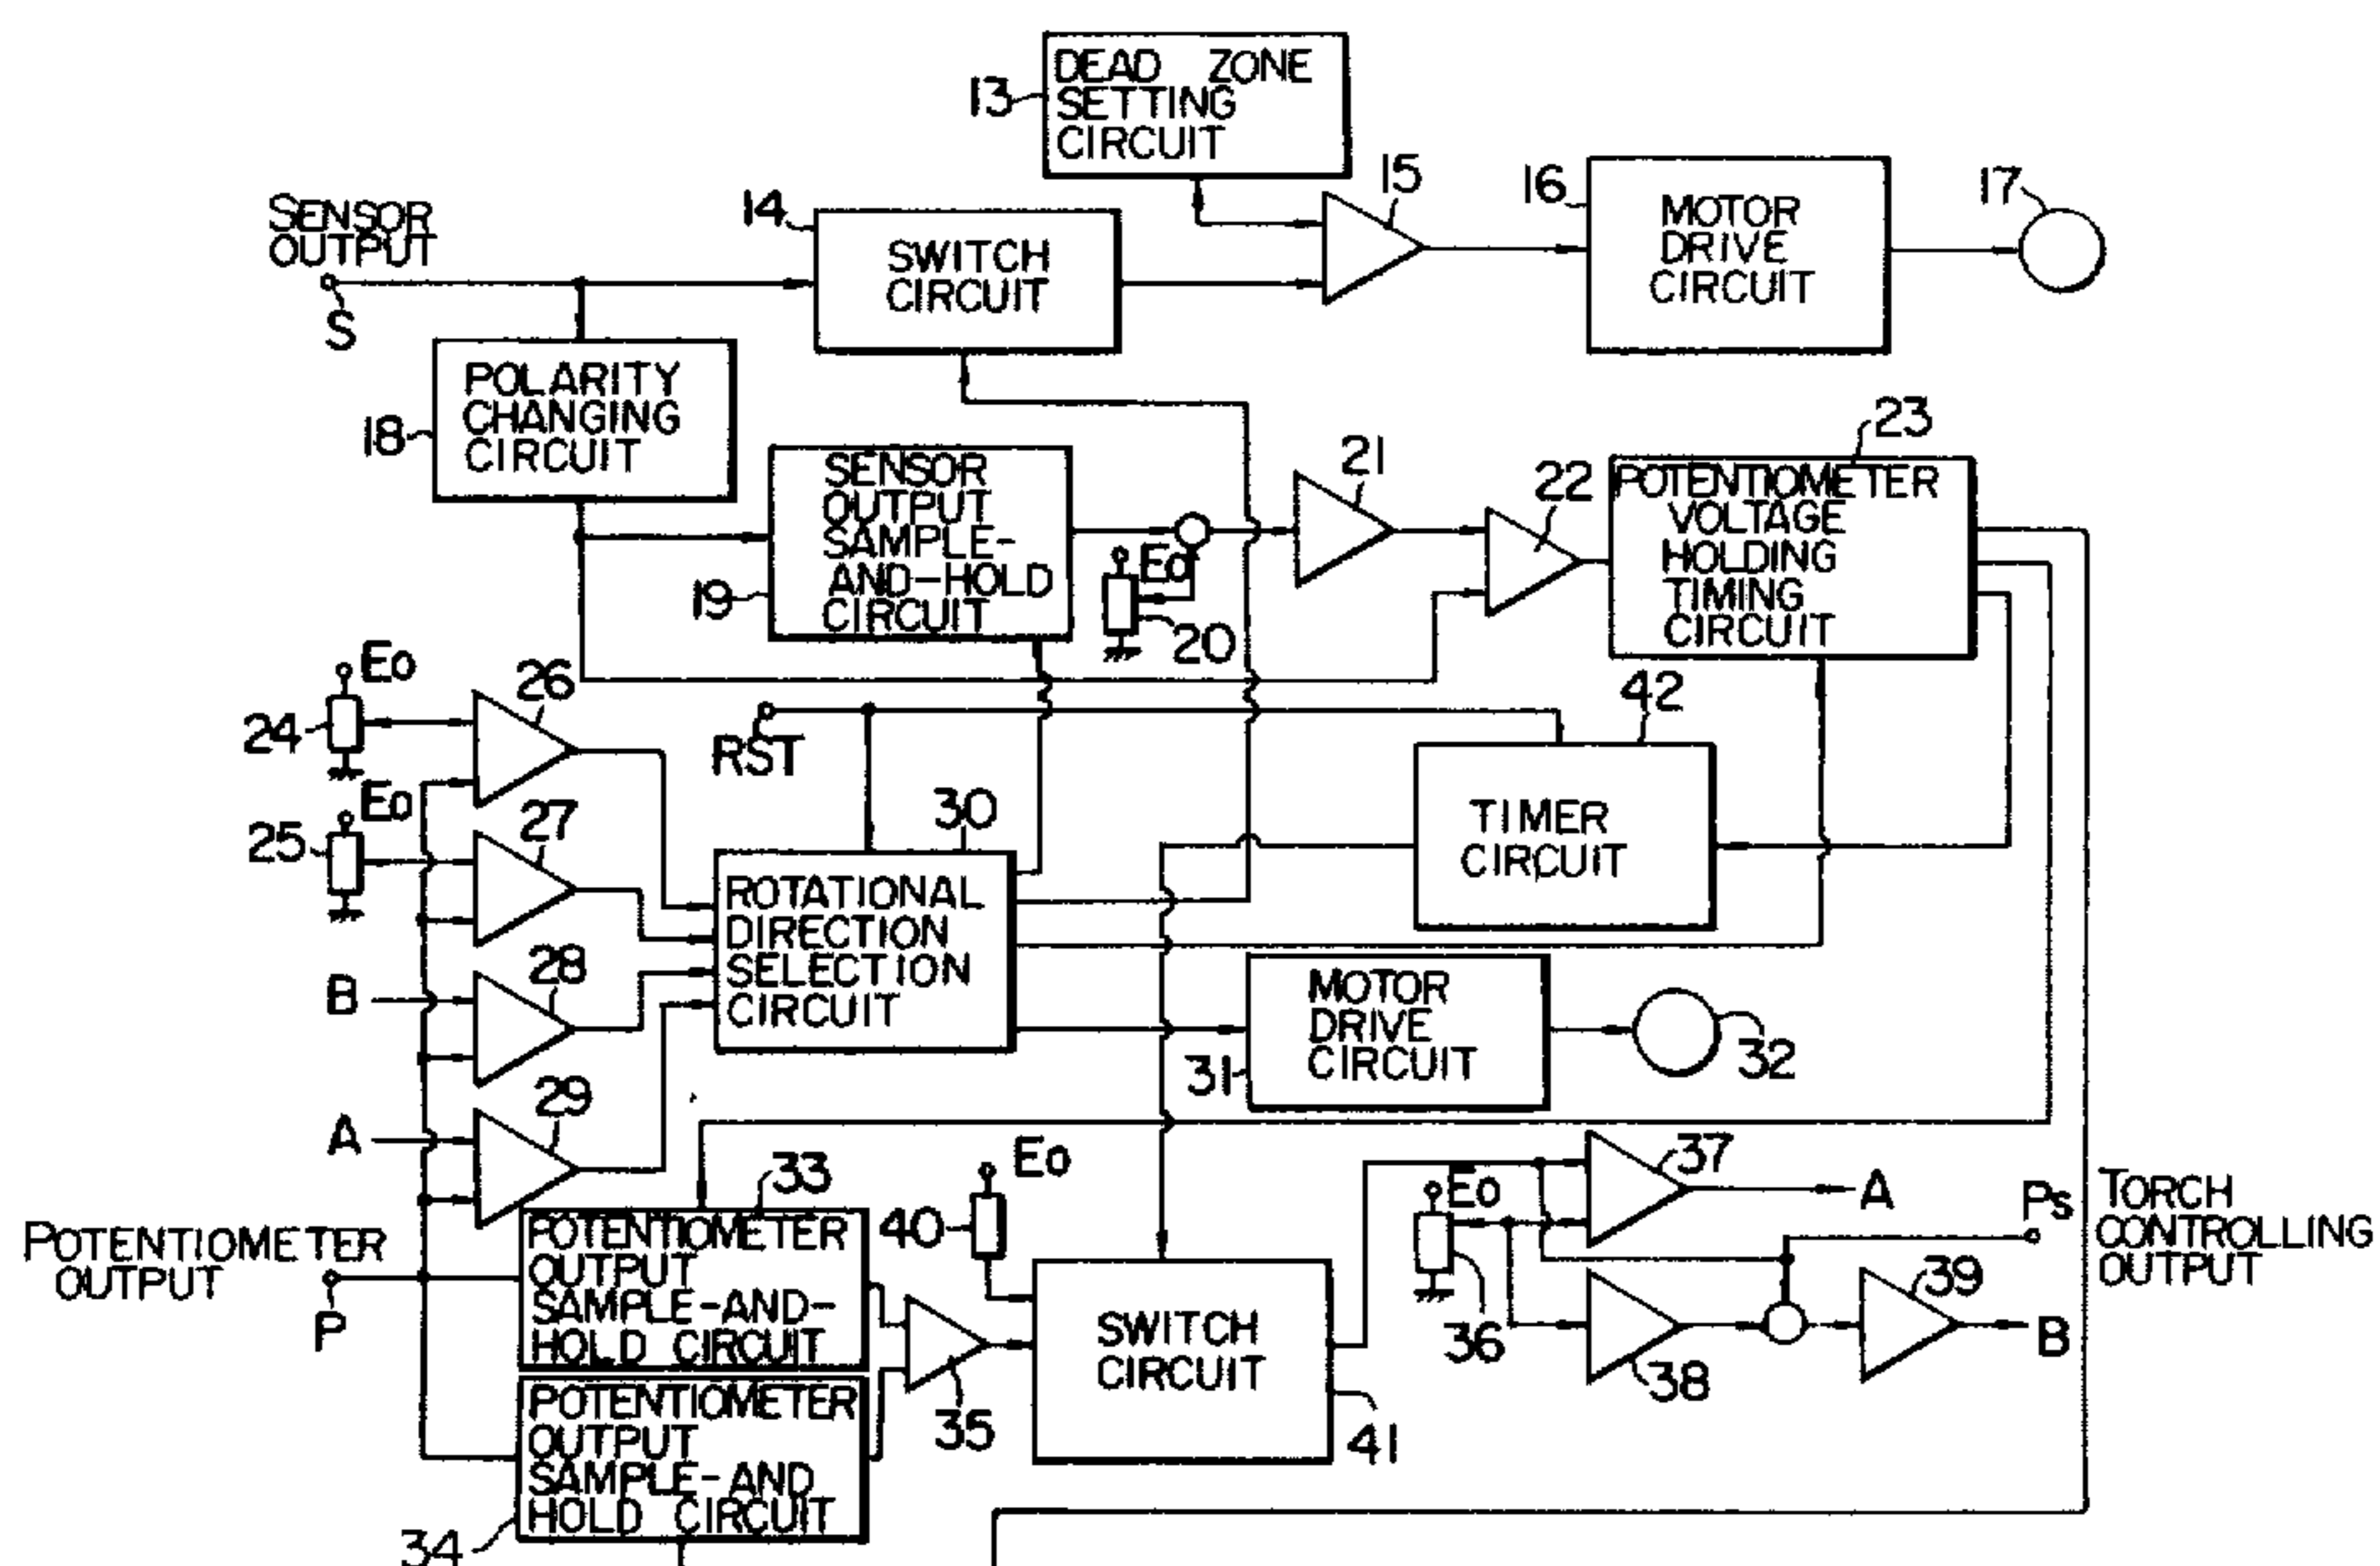 DEAD ZONE
SETTING
CIRCUIT
13
15
16
MOTOR
DRIVE
CIRCUIT
17
SENSOR
OUTPUT
S
14
SWITCH
CIRCUIT
POLARITY
CHANGING
CIRCUIT
18
SENSOR
OUTPUT
SAMPLE-
AND-HOLD
CIRCUIT
19
Eo
20
21
22
23
POTENTIOMETER
VOLTAGE
HOLDING
TIMING
CIRCUIT
Eo
24
26
RST
42
TIMER
CIRCUIT
Eo
25
27
30
ROTATIONAL
DIRECTION
SELECTION
CIRCUIT
B
28
MOTOR
DRIVE
CIRCUIT
31
32
A
29
33
POTENTIOMETER
OUTPUT
SAMPLE-AND-
HOLD CIRCUIT
POTENTIOMETER
OUTPUT
P
Eo
40
35
SWITCH
CIRCUIT
41
Eo
36
37
A
Ps
TORCH
CONTROLLING
OUTPUT
38
39
B
POTENTIOMETER
OUTPUT
SAMPLE-AND
HOLD CIRCUIT
34